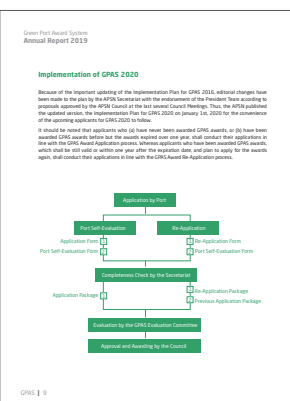 Green Port Award System
Annual Report 2019
Implementation of GPAS 2020
Because of the important updating of the Implementation Plan for GPAS 2016, editorial changes have
been made to the plan by the APSN Secretariat with the endorsement of the President Team according to
proposals approved by the APSN Council at the last several Council Meetings. Thus, the APSN published
the updated version, the Implementation Plan for GPAS 2020 on January 1st, 2020 for the convenience
of the upcoming applicants for GPAS 2020 to follow.
It should be noted that applicants who (a) have never been awarded GPAS awards, or (b) have been
awarded GPAS awards before but the awards expired over one year, shall conduct their applications in
line with the GPAS Award Application process. Whereas applicants who have been awarded GPAS awards,
which shall be still valid or within one year after the expiration date, and plan to apply for the awards
again, shall conduct their applications in line with the GPAS Award Re-Application process.
Application by Port
Port Self-Evaluation Re-Application
Application Form 1 1 Re-Application Form
Port Self-Evaluation Form 2 2 Port Self-Evaluation Form
Completeness Check by the Secretariat
Application Package 1 1 Re-Application Package
2 Previous Application Package
Evaluation by the GPAS Evaluation Committee
Approval and Awarding by the Council
GPAS | 9